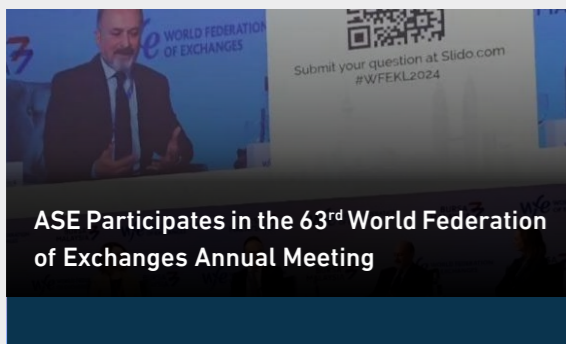 WORLD FEDERATION
OF EXCHANGES
Submit your question at Slido.com
#WFEKL2024
ASE Participates in the 63rd World Federation
of Exchanges Annual Meeting